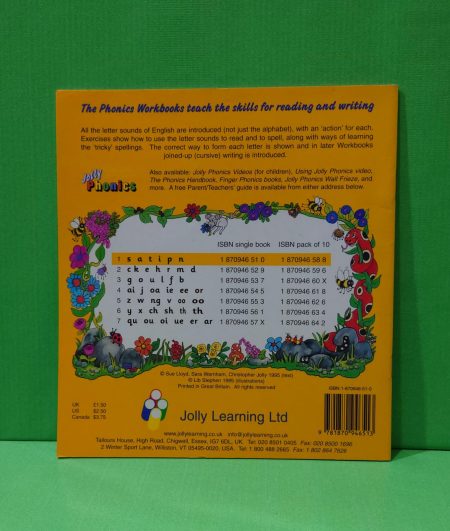 The Phonics Workbooks teach the skills for reading and writing
All the letter sounds of English are introduced (not just the alphabet), with an 'action' for each.
Exercises show how to use the letter sounds to read and to spell, along with ways of learning
the 'tricky' spellings. The correct way to form each letter is shown and in later Workbooks
joined-up (cursive) writing is introduced.
Jolly
Phonics
Also available: Jolly Phonics Videos (for children), Using Jolly Phonics video,
The Phonics Handbook, Finger Phonics books, Jolly Phonics Wall Frieze, and
more. A free Parent/Teachers' guide is available from either address below.
ISBN single book ISBN pack of 10
1 s a t i p n 1 870946 51 0 1 870946 58 8
2 c k e h r m d 1 870946 52 9 1 870946 59 6
3 g o u l f b 1 870946 53 7 1 870946 60 X
4 ai j oa ie ee or 1 870946 54 5 1 870946 61 8
5 z w ng v oo oo 1 870946 55 3 1 870946 62 6
6 y x ch sh th th 1 870946 56 1 1 870946 63 4
7 qu ou oi ue er ar 1 870946 57 X 1 870946 64 2
© Sue Lloyd, Sara Wernham, Christopher Jolly 1995 (text)
© Lib Stephen 1995 (illustrations)
Printed in Great Britain. All rights reserved.
ISBN 1-870946-51-0
UK £1.50
US $2.50
Canada $3.75
Jolly Learning Ltd
www.jollylearning.co.uk info@jollylearning.co.uk
Tailours House, High Road, Chigwell, Essex, IG7 6DL, UK. Tel: 020 8501 0405 Fax: 020 8500 1696
2 Winter Sport Lane, Williston, VT 05495-0020, USA. Tel: 1 800 488 2665 Fax: 1 802 864 7626
9 781870 946513